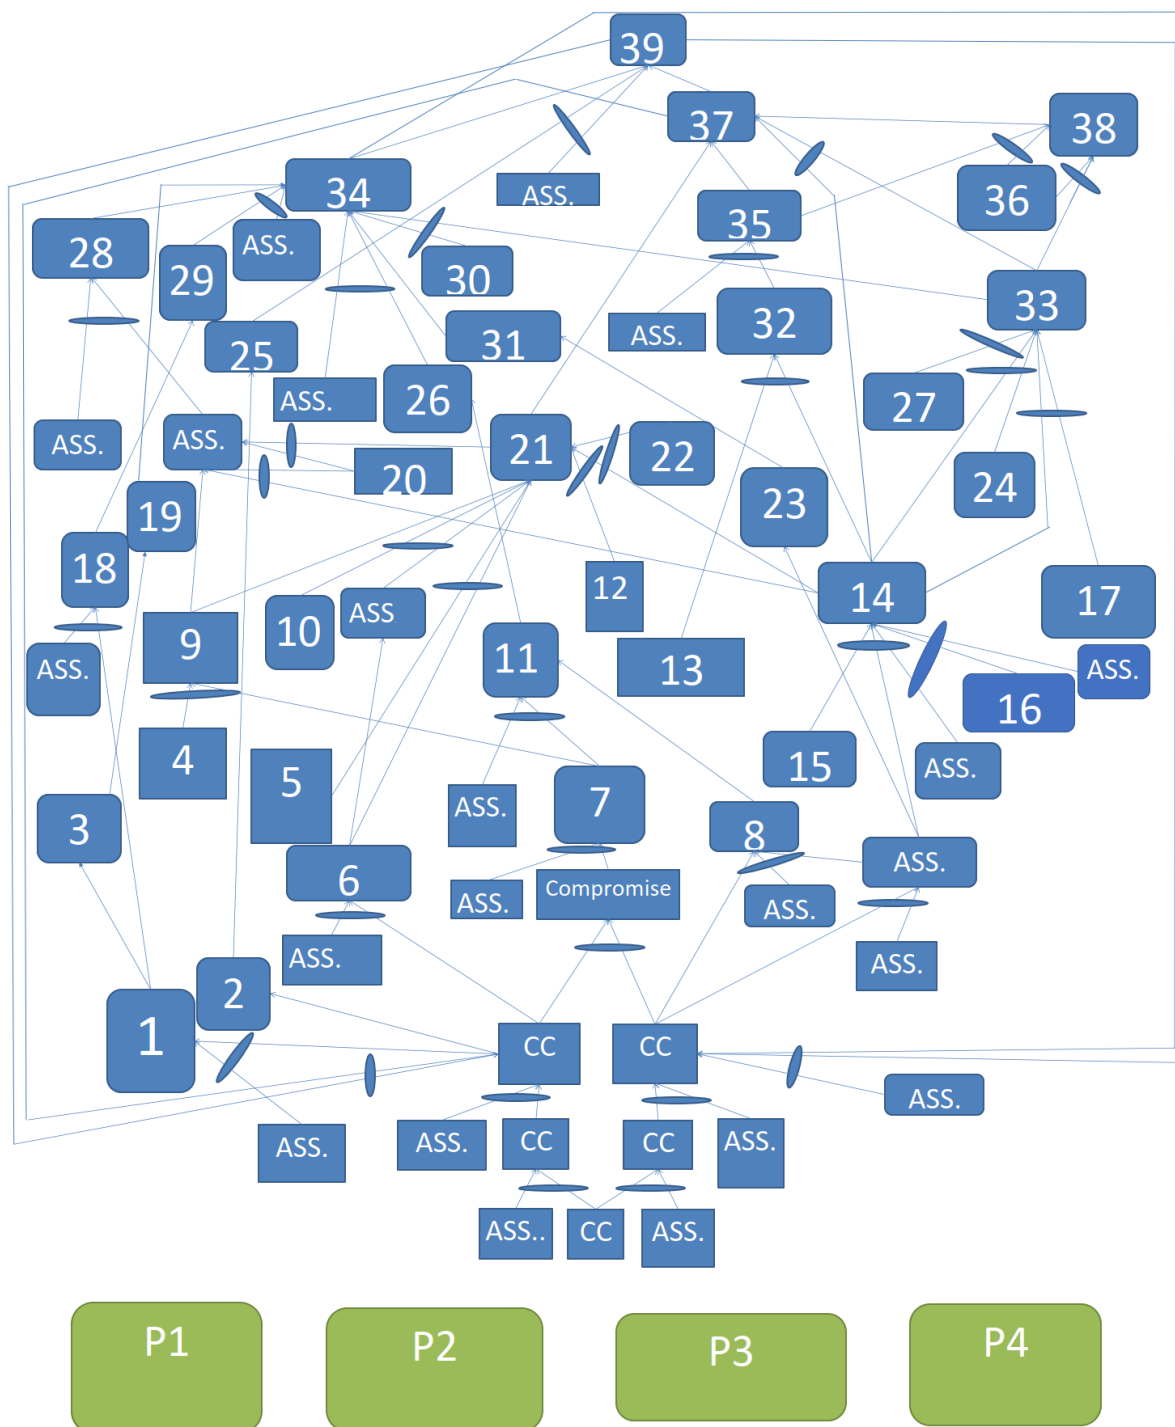 39
37
38
34
ASS.
36
35
28
ASS.
29
30
33
25
31
32
ASS.
ASS.
26
27
ASS.
ASS.
21
22
20
24
23
19
18
12
14
17
9
10
ASS
11
13
ASS.
ASS.
16
4
5
15
ASS.
3
7
ASS.
8
6
ASS.
ASS.
Compromise
ASS.
ASS.
ASS.
2
1
CC
CC
ASS.
ASS.
CC
CC
ASS.
ASS.
ASS..
CC
ASS.
P1
P2
P3
P4